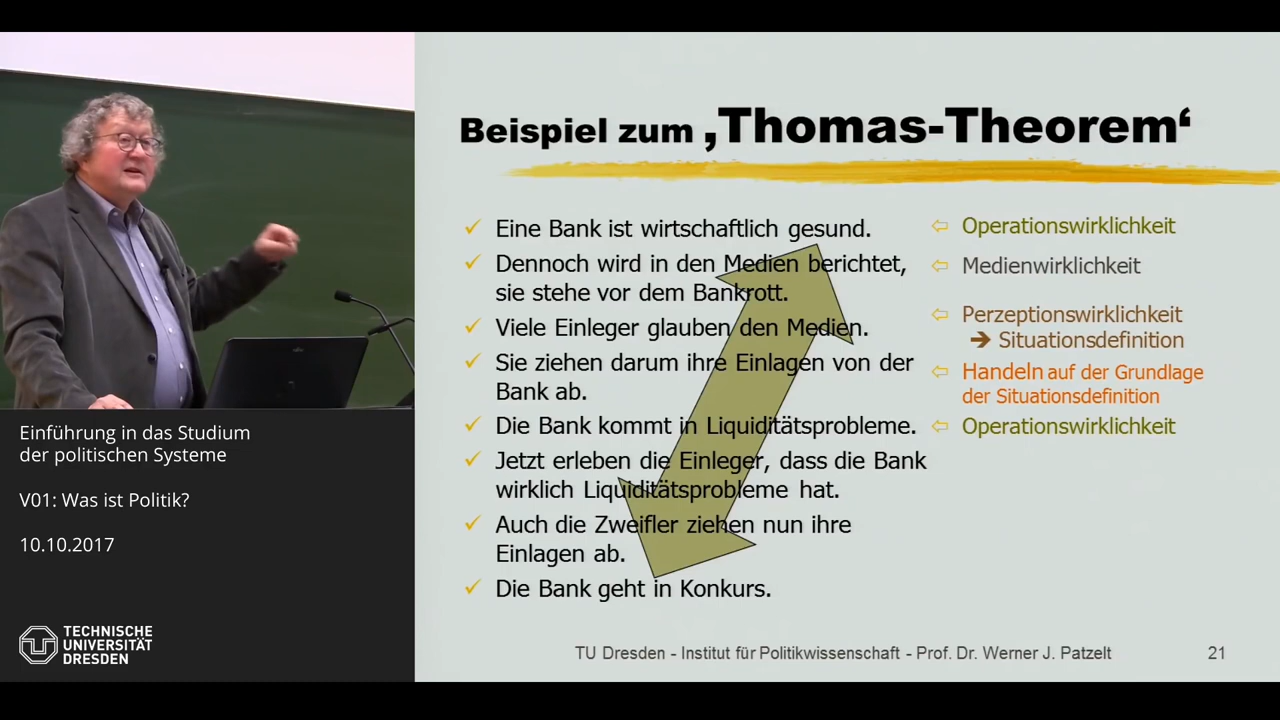 Beispiel zum ‚Thomas-Theorem‘
Eine Bank ist wirtschaftlich gesund.
Dennoch wird in den Medien berichtet,
sie stehe vor dem Bankrott.
Viele Einleger glauben den Medien.
Sie ziehen darum ihre Einlagen von der
Bank ab.
Die Bank kommt in Liquiditätsprobleme.
Jetzt erleben die Einleger, dass die Bank
wirklich Liquiditätsprobleme hat.
Auch die Zweifler ziehen nun ihre
Einlagen ab.
Die Bank geht in Konkurs.
Operationswirklichkeit
Medienwirklichkeit
Perzeptionswirklichkeit
Situationsdefinition
Handeln auf der Grundlage
der Situationsdefinition
Operationswirklichkeit
TU Dresden - Institut für Politikwissenschaft - Prof. Dr. Werner J. Patzelt
21
Einführung in das Studium
der politischen Systeme
V01: Was ist Politik?
10.10.2017
TECHNISCHE
UNIVERSITÄT
DRESDEN